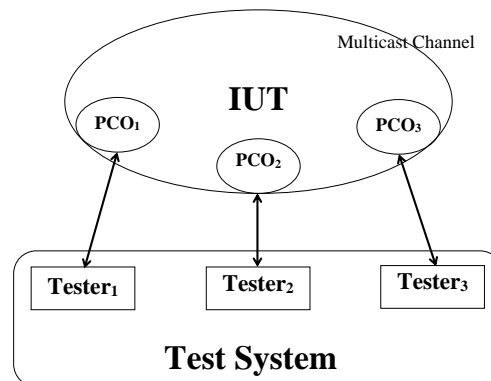 Multicast Channel
IUT
PCO₁
PCO₂
PCO₃
Tester₁
Tester₂
Tester₃
Test System